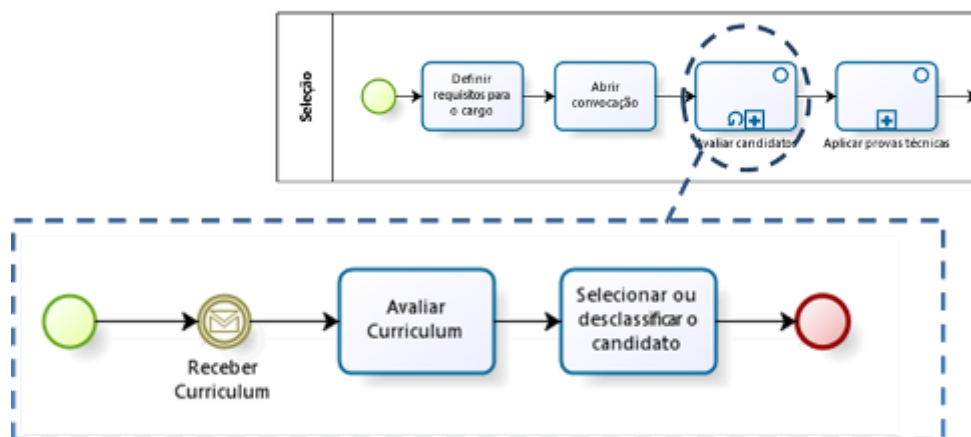 Seleção
Definir
requisitos para
o cargo
Abrir
convocação
Avaliar candidatos
Aplicar provas técnicas
Receber
Curriculum
Avaliar
Curriculum
Selecionar ou
desclassificar o
candidato